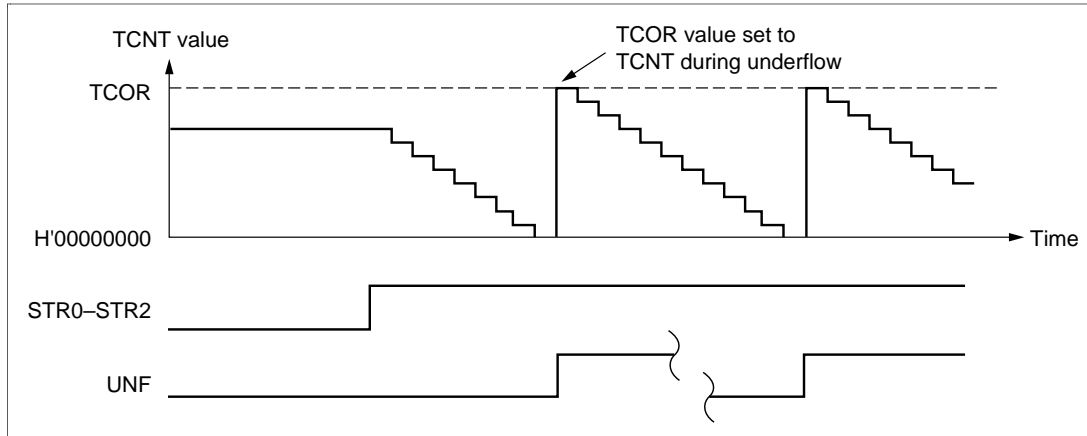 TCNT value
TCOR value set to
TCNT during underflow
TCOR
H'00000000
Time
STR0–STR2
UNF